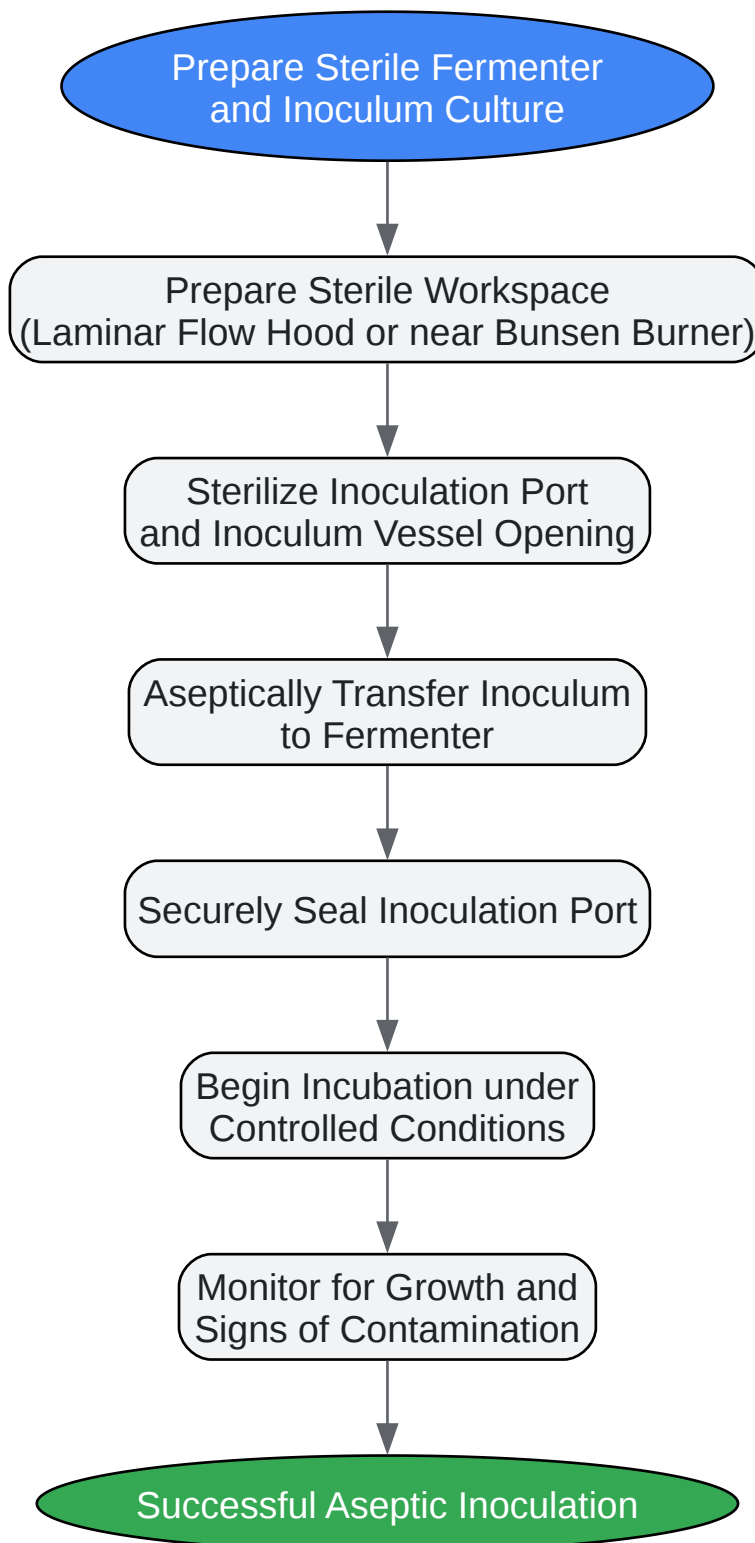 Prepare Sterile Fermenter
and Inoculum Culture
Prepare Sterile Workspace
(Laminar Flow Hood or near Bunsen Burner)
Sterilize Inoculation Port
and Inoculum Vessel Opening
Aseptically Transfer Inoculum
to Fermenter
Securely Seal Inoculation Port
Begin Incubation under
Controlled Conditions
Monitor for Growth and
Signs of Contamination
Successful Aseptic Inoculation